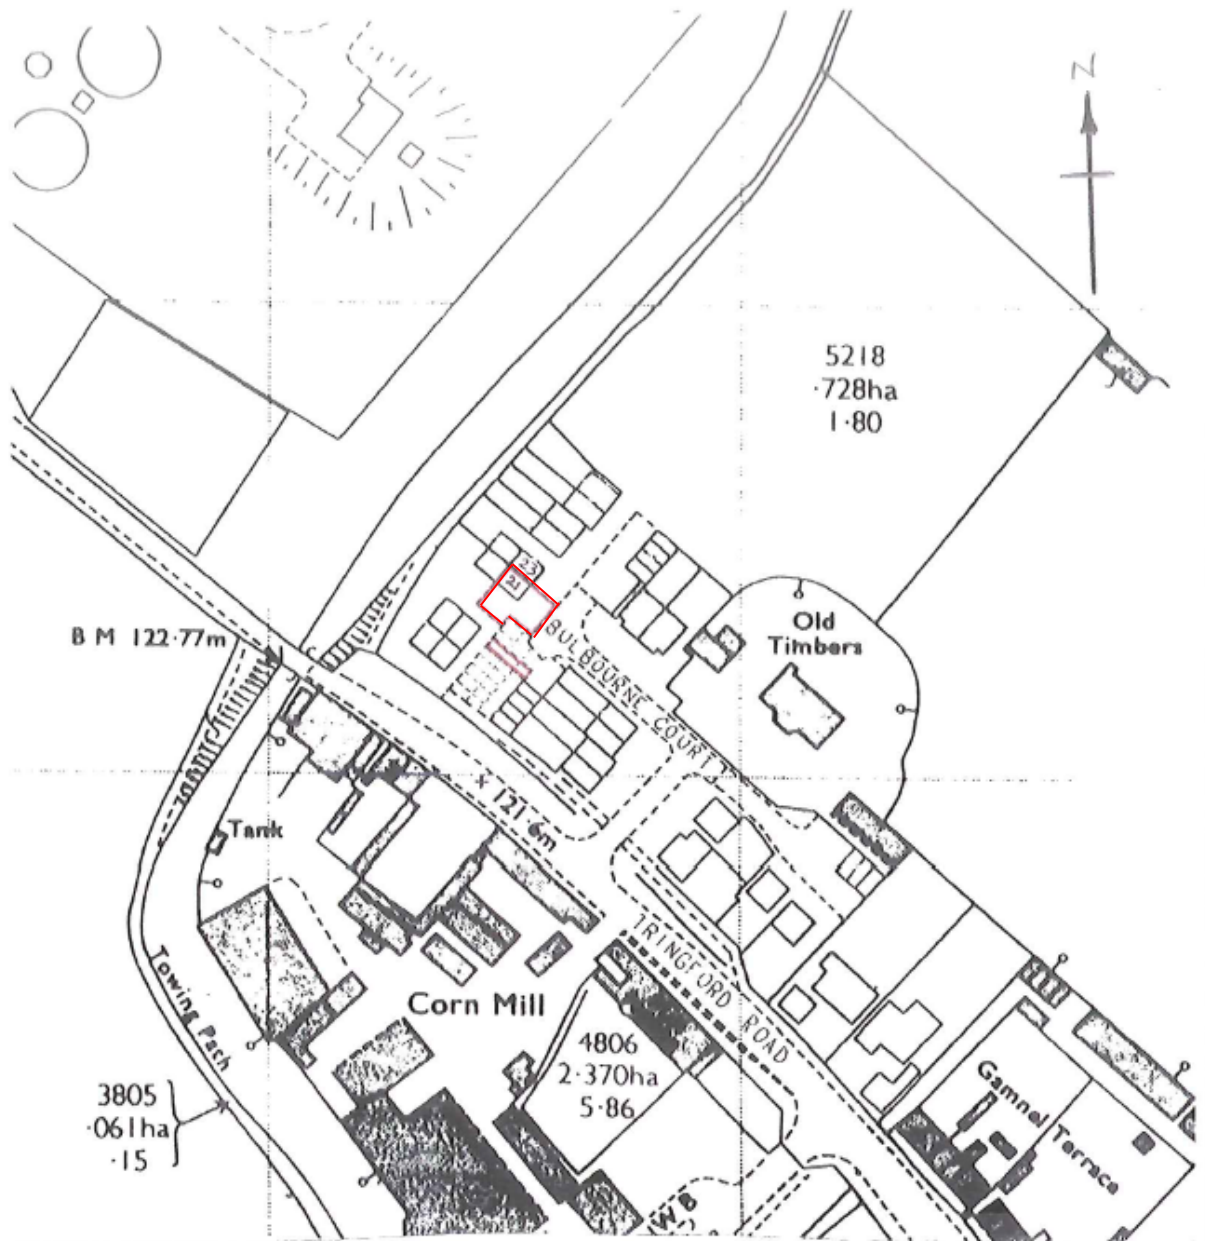 N
5218
·728ha
1·80
23
21
B M 122·77m
Old
Timbers
BULBOURNE COURT
121·6m
Tank
TRINGFORD ROAD
Towing Path
Corn Mill
4806
2·370ha
5·86
Gamnel Terrace
3805
·061ha
·15
WB